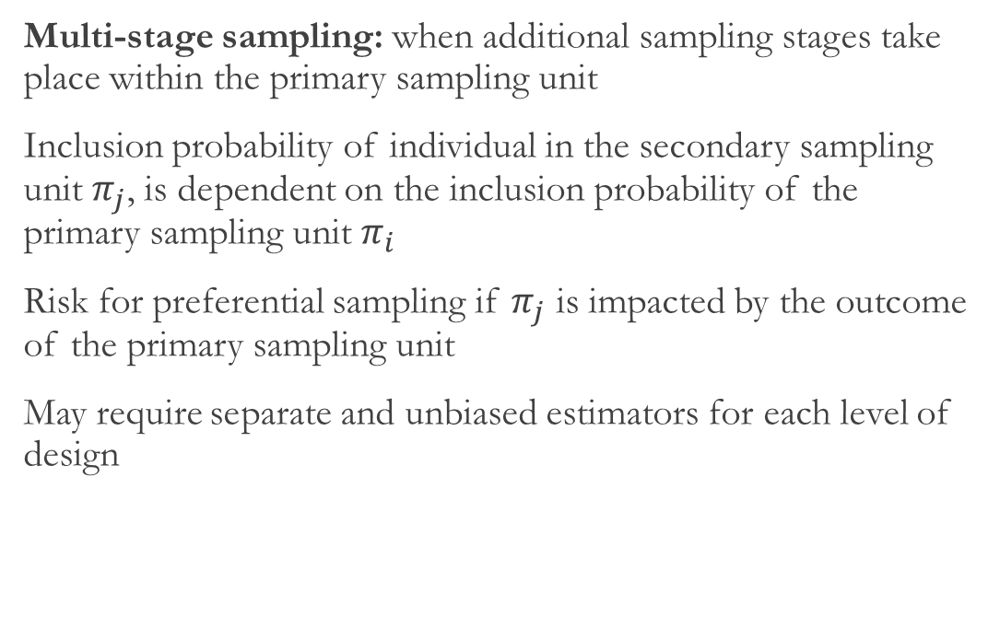 Multi-stage sampling: when additional sampling stages take
place within the primary sampling unit
Inclusion probability of individual in the secondary sampling
unit π_j, is dependent on the inclusion probability of the
primary sampling unit π_i
Risk for preferential sampling if π_j is impacted by the outcome
of the primary sampling unit
May require separate and unbiased estimators for each level of
design